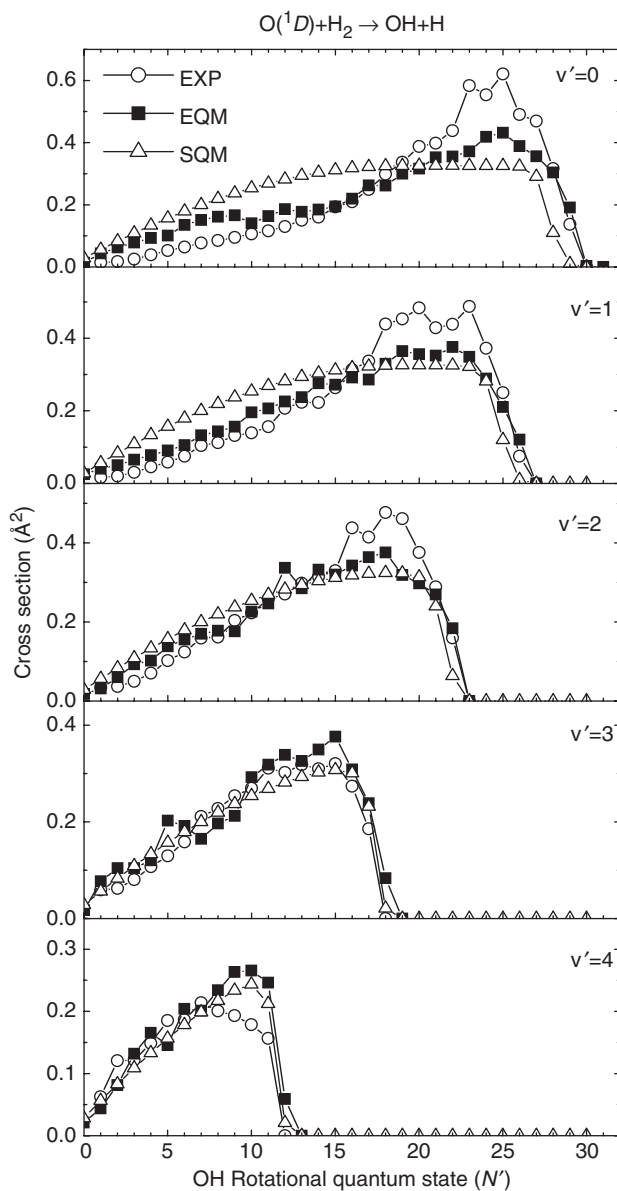 O(¹D)+H₂ → OH+H
EXP
EQM
SQM
v′=0
0.6
0.4
0.2
0.0
v′=1
0.4
0.2
0.0
v′=2
0.4
0.2
0.0
v′=3
0.4
0.2
0.0
v′=4
0.3
0.2
0.1
0.0
0 5 10 15 20 25 30
Cross section (Å²)
OH Rotational quantum state (N′)